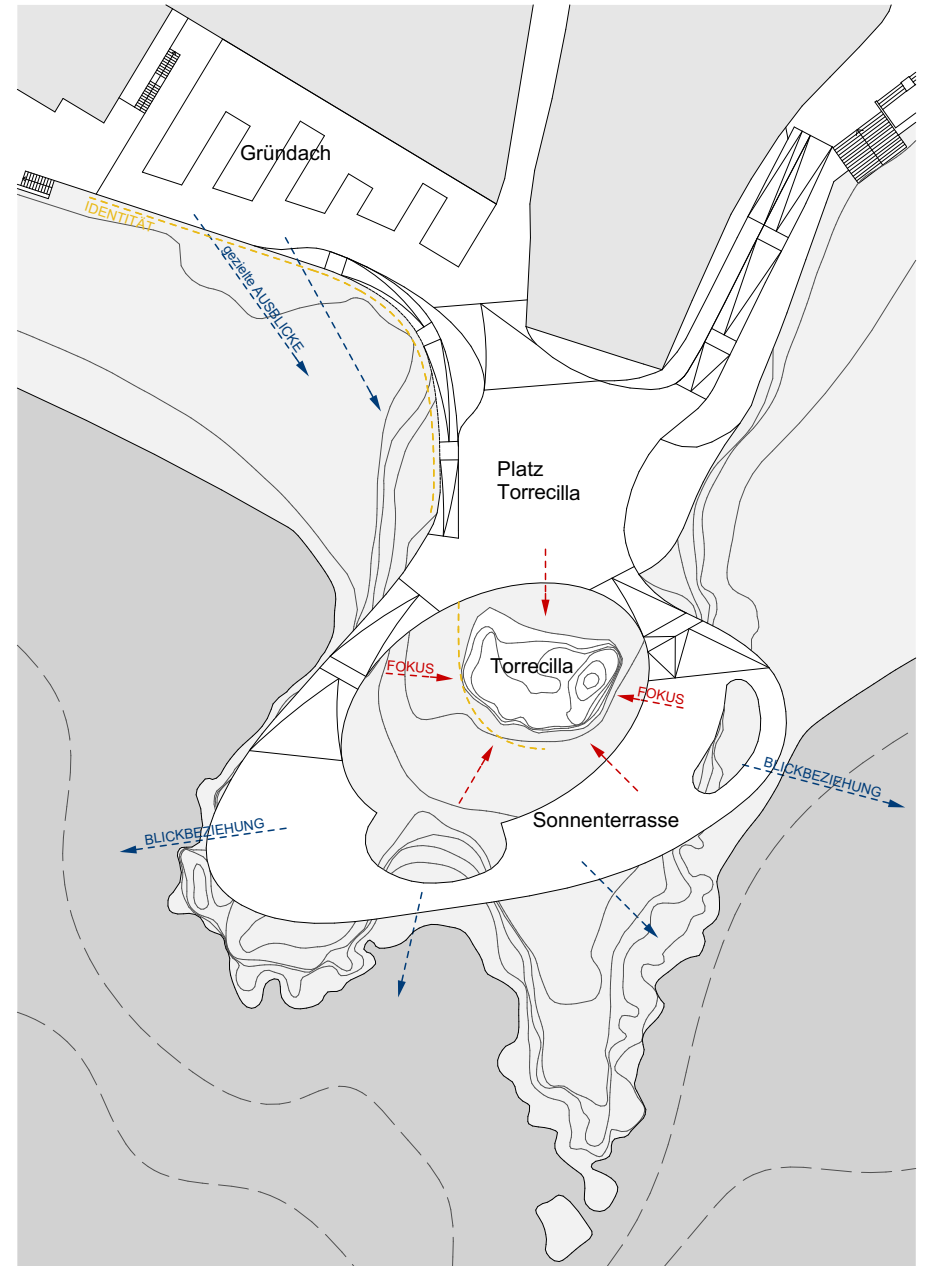 Gründach
IDENTITÄT
gezielte AUSBLICKE
Platz
Torrecilla
Torrecilla
FOKUS
FOKUS
BLICKBEZIEHUNG
Sonnenterrasse
BLICKBEZIEHUNG